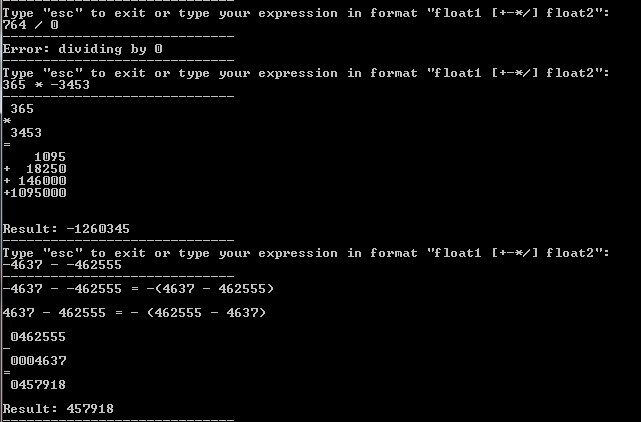 Type "esc" to exit or type your expression in format "float1 [+-*/] float2":
764 / 0
-----------------------------
Error: dividing by 0
-----------------------------
Type "esc" to exit or type your expression in format "float1 [+-*/] float2":
365 * -3453
-----------------------------
 365
*
 3453
=
    1095
+  18250
+ 146000
+1095000

Result: -1260345
-----------------------------
Type "esc" to exit or type your expression in format "float1 [+-*/] float2":
-4637 - -462555
-----------------------------
-4637 - -462555 = -(4637 - 462555)

4637 - 462555 = - (462555 - 4637)

 0462555
-
 0004637
=
 0457918

Result: 457918
-----------------------------